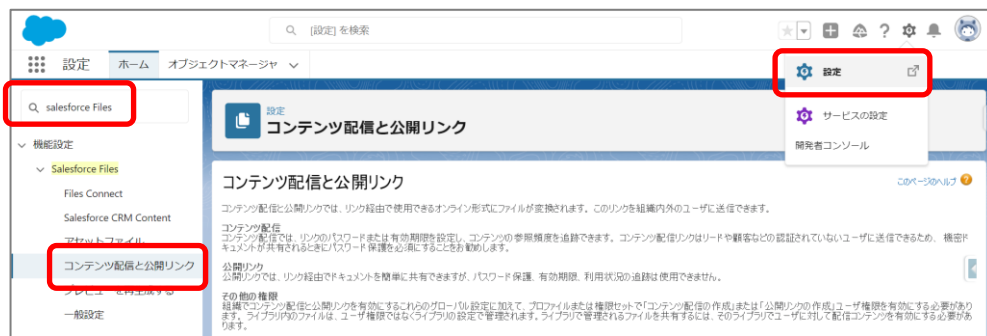 [設定] を検索
設定
ホーム
オブジェクトマネージャ
salesforce Files
機能設定
Salesforce Files
Files Connect
Salesforce CRM Content
アセットファイル
コンテンツ配信と公開リンク
プレビューを再生成する
一般設定
設定
コンテンツ配信と公開リンク
設定
サービスの設定
開発者コンソール
コンテンツ配信と公開リンク
このページのヘルプ
コンテンツ配信と公開リンクでは、リンク経由で使用できるオンライン形式にファイルが変換されます。このリンクを組織内外のユーザに送信できます。
コンテンツ配信
コンテンツ配信では、リンクのパスワードまたは有効期限を設定し、コンテンツの参照頻度を追跡できます。コンテンツ配信リンクはリードや顧客などの認証されていないユーザに送信できるため、機密ド
キュメントが共有されるときにパスワード保護を必須にすることをお勧めします。
公開リンク
公開リンクでは、リンク経由でドキュメントを簡単に共有できますが、パスワード保護、有効期限、利用状況の追跡は使用できません。
その他の権限
組織でコンテンツ配信と公開リンクを有効にするこれらのグローバル設定に加えて、プロファイルまたは権限セットで「コンテンツ配信の作成」または「公開リンクの作成」ユーザ権限を有効にする必要があり
ます。ライブラリ内のファイルは、ユーザ権限ではなくライブラリの設定で管理されます。ライブラリで管理されるファイルを共有するには、そのライブラリでユーザに対して配信コンテンツを有効にする必要があ
ります。